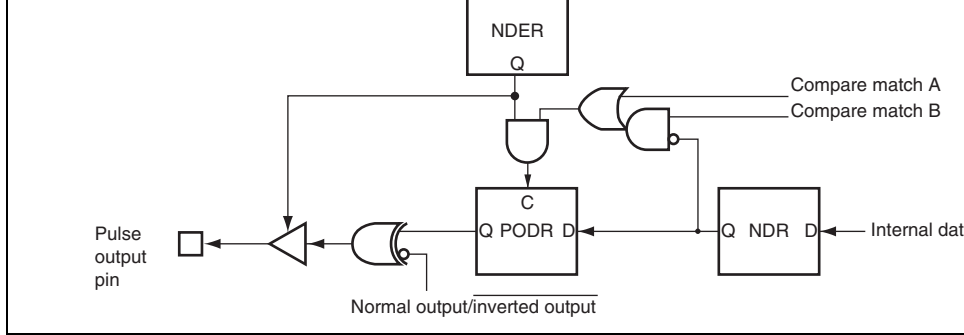 NDER
Q
Compare match A
Compare match B
C
Q PODR D
Q NDR D
Internal dat
Pulse
output
pin
Normal output/inverted output